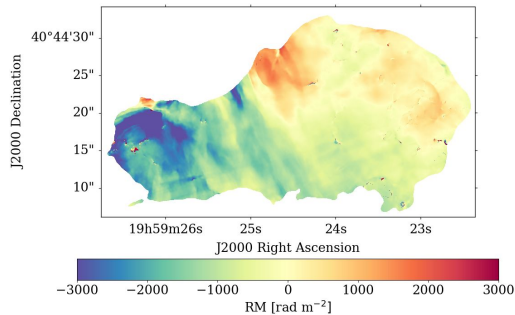 J2000 Declination
40°44'30"
25"
20"
15"
10"
19h59m26s 25s 24s 23s
J2000 Right Ascension
−3000 −2000 −1000 0 1000 2000 3000
RM [rad m⁻²]